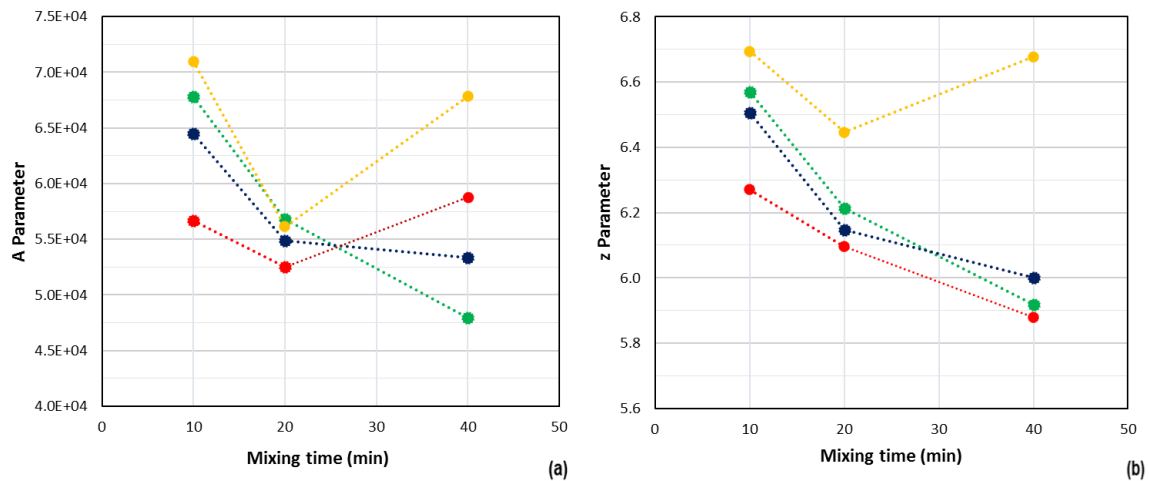 7.5E+04
7.0E+04
6.5E+04
6.0E+04
5.5E+04
5.0E+04
4.5E+04
4.0E+04
A Parameter
0 10 20 30 40 50
Mixing time (min)
(a)
6.8
6.6
6.4
6.2
6.0
5.8
5.6
z Parameter
0 10 20 30 40 50
Mixing time (min)
(b)